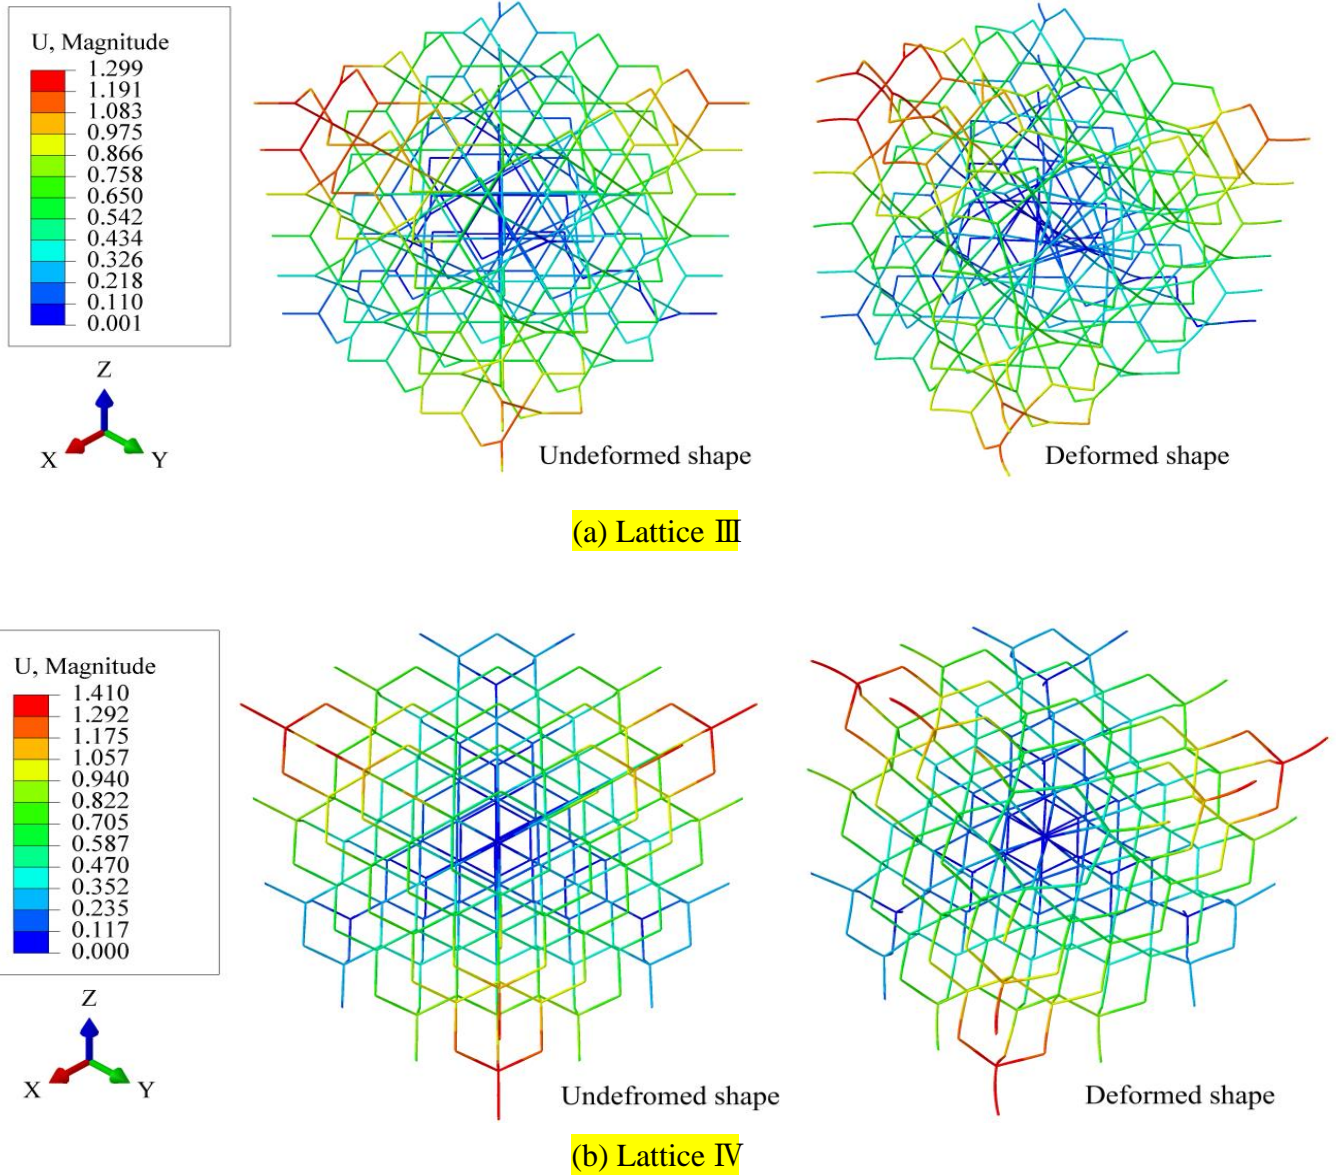 U, Magnitude
1.299
1.191
1.083
0.975
0.866
0.758
0.650
0.542
0.434
0.326
0.218
0.110
0.001
Z
X
Y
Undeformed shape
Deformed shape
(a) Lattice Ⅲ
U, Magnitude
1.410
1.292
1.175
1.057
0.940
0.822
0.705
0.587
0.470
0.352
0.235
0.117
0.000
Z
X
Y
Undefromed shape
Deformed shape
(b) Lattice Ⅳ